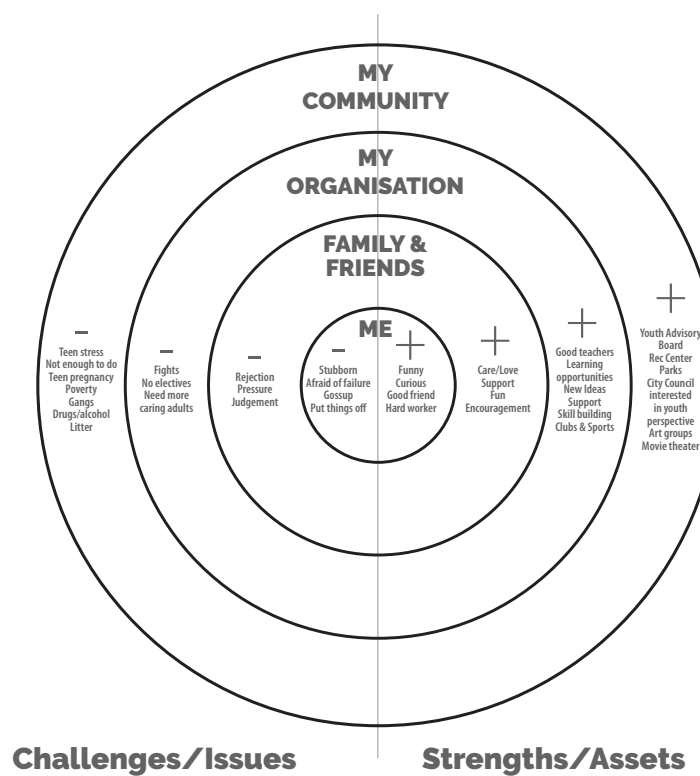 MY
COMMUNITY
MY
ORGANISATION
FAMILY &
FRIENDS
ME
–
Teen stress
Not enough to do
Teen pregnancy
Poverty
Gangs
Drugs/alcohol
Litter
–
Fights
No electives
Need more
caring adults
–
Rejection
Pressure
Judgement
–
Stubborn
Afraid of failure
Gossup
Put things off
+
Funny
Curious
Good friend
Hard worker
+
Care/Love
Support
Fun
Encouragement
+
Good teachers
Learning
opportunities
New Ideas
Support
Skill building
Clubs & Sports
+
Youth Advisory
Board
Rec Center
Parks
City Council
interested
in youth
perspective
Art groups
Movie theater
Challenges/Issues
Strengths/Assets